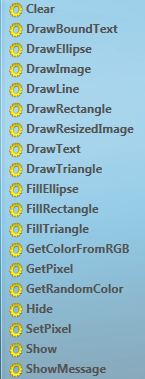 Clear
DrawBoundText
DrawEllipse
DrawImage
DrawLine
DrawRectangle
DrawResizedImage
DrawText
DrawTriangle
FillEllipse
FillRectangle
FillTriangle
GetColorFromRGB
GetPixel
GetRandomColor
Hide
SetPixel
Show
ShowMessage